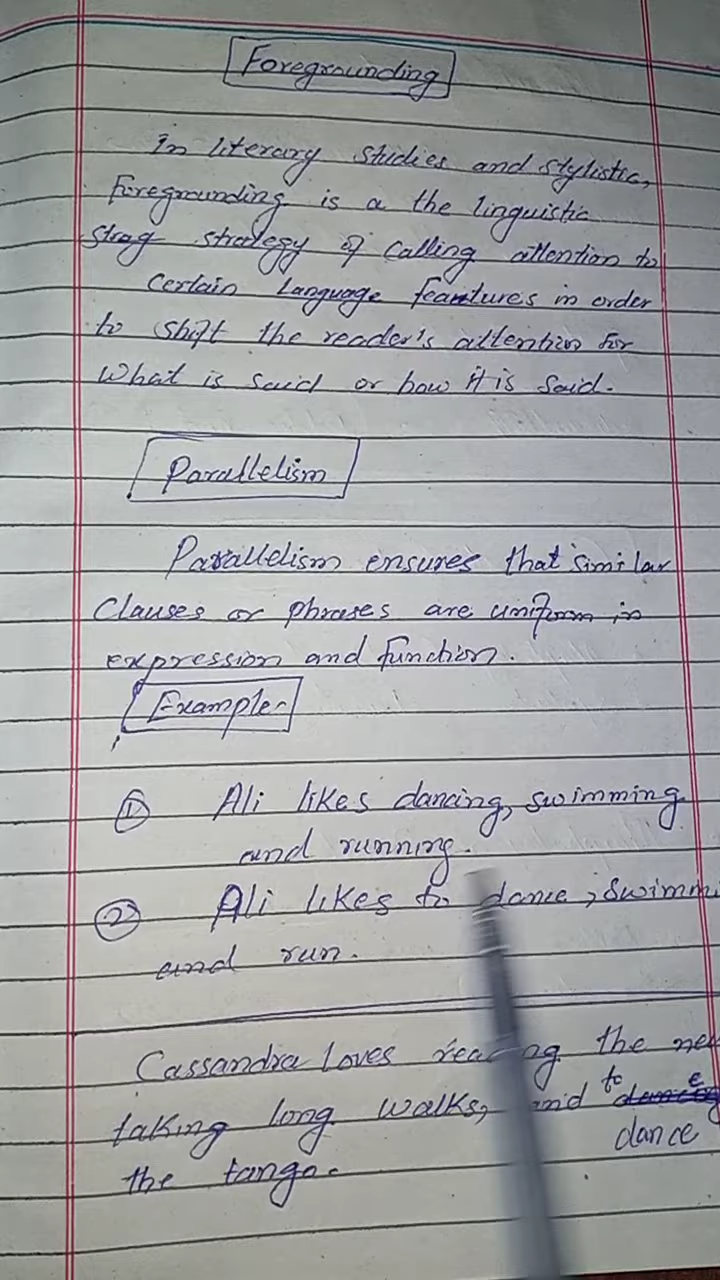 Foregrounding
In literary studies and stylistic,
Foregrounding is a the linguistic
strag strategy of calling attention to
certain language feartures in order
to shift the reader's attention for
what is said or how it is said.
Parallelism
Parallelism ensures that similar
clauses or phrases are uniform in
expression and function.
Example-
① Ali likes dancing, swimming
and running.
② Ali likes to dance, swimm
and run.
Cassandra loves the
taking long walks, and to
dance
the tango.